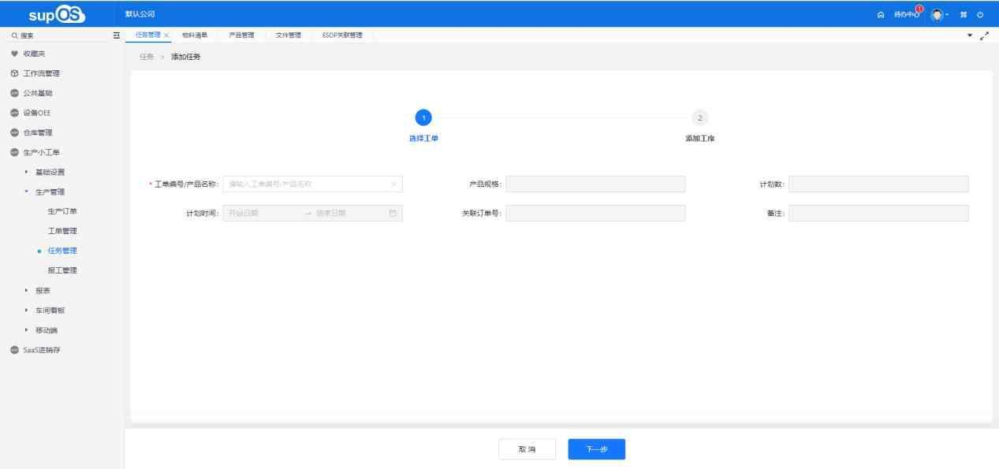 supOS
默认公司
待办中心
1
搜索
任务管理
物料清单
产品管理
文件管理
ESOP关联管理
收藏夹
工作流管理
公共基础
设备OEE
仓库管理
生产小工单
基础设置
生产管理
生产订单
工单管理
任务管理
报工管理
报表
车间看板
移动端
SaaS进销存
任务 > 添加任务
1
选择工单
2
添加工序
* 工单编号/产品名称:
请输入工单编号/产品名称
产品规格:
计划数:
计划时间:
开始日期 → 结束日期
关联订单号:
备注:
取 消
下一步